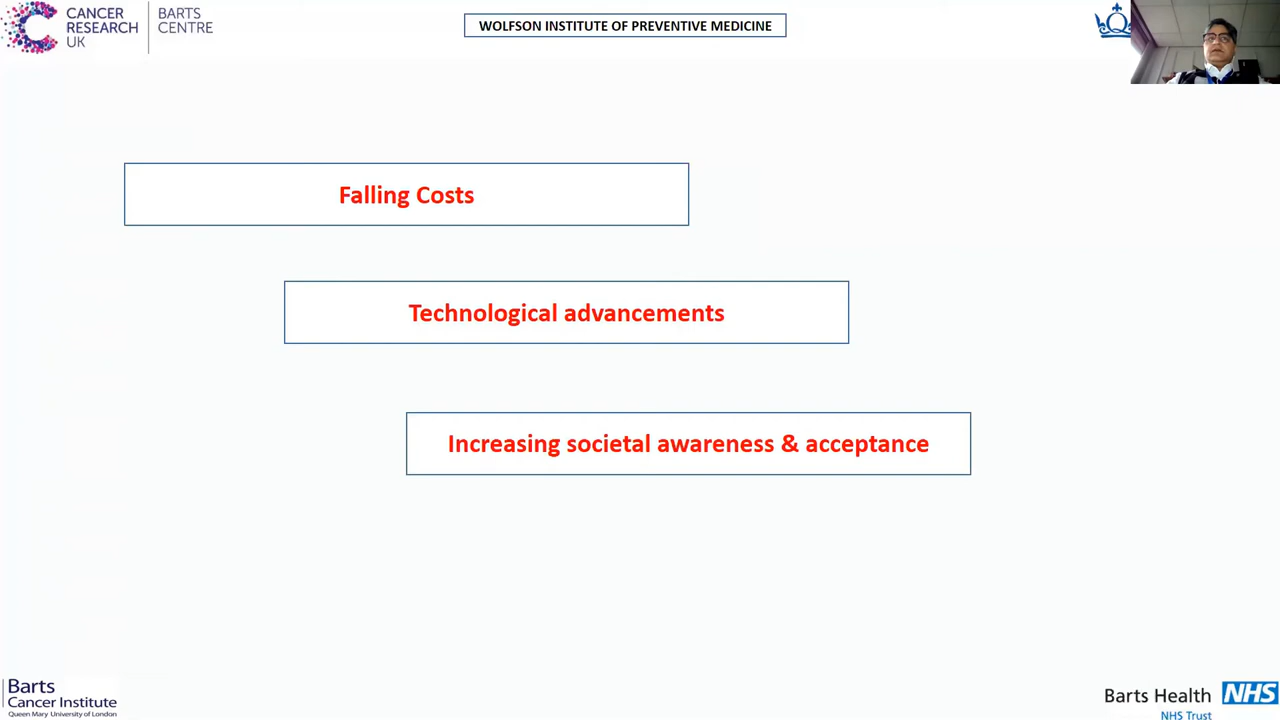 CANCER
RESEARCH
UK
BARTS
CENTRE
WOLFSON INSTITUTE OF PREVENTIVE MEDICINE
Falling Costs
Technological advancements
Increasing societal awareness & acceptance
Barts
Cancer Institute
Queen Mary University of London
Barts Health NHS
NHS Trust